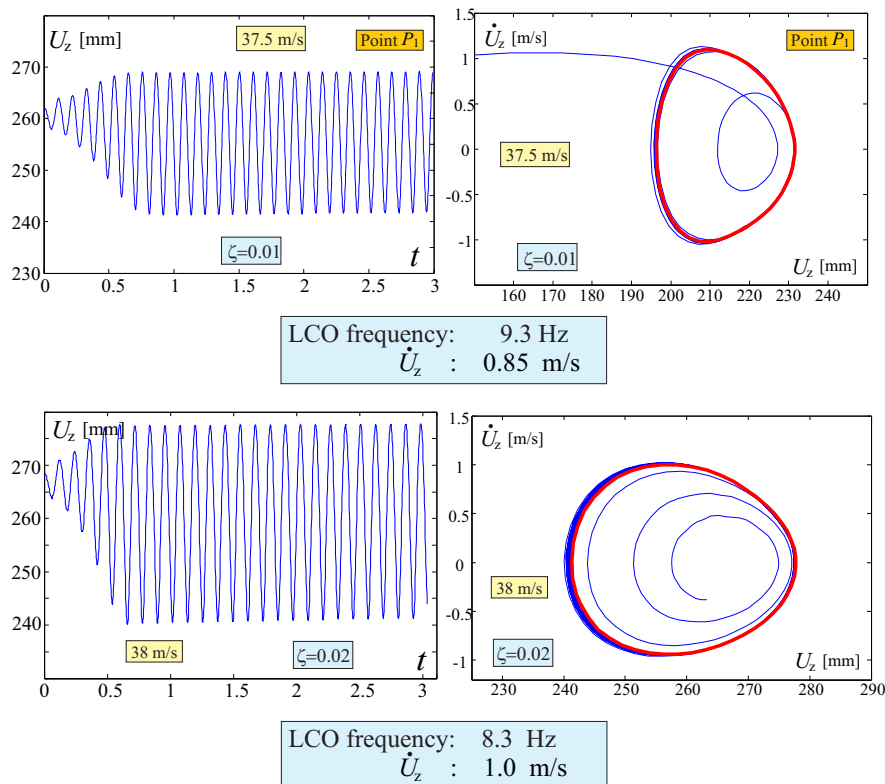 U_z [mm]
37.5 m/s
Point P_1
270
260
250
240
230
0 0.5 1 1.5 2 2.5 3
ζ=0.01
t
U̇_z [m/s]
Point P_1
1.5
1
0.5
0
-0.5
-1
37.5 m/s
ζ=0.01
U_z [mm]
160 170 180 190 200 210 220 230 240
LCO frequency: 9.3 Hz
U̇_z : 0.85 m/s
U_z [mm]
270
260
250
240
38 m/s
ζ=0.02
t
0 0.5 1 1.5 2 2.5 3
U̇_z [m/s]
1.5
1
0.5
0
-0.5
-1
38 m/s
ζ=0.02
U_z [mm]
230 240 250 260 270 280 290
LCO frequency: 8.3 Hz
U̇_z : 1.0 m/s